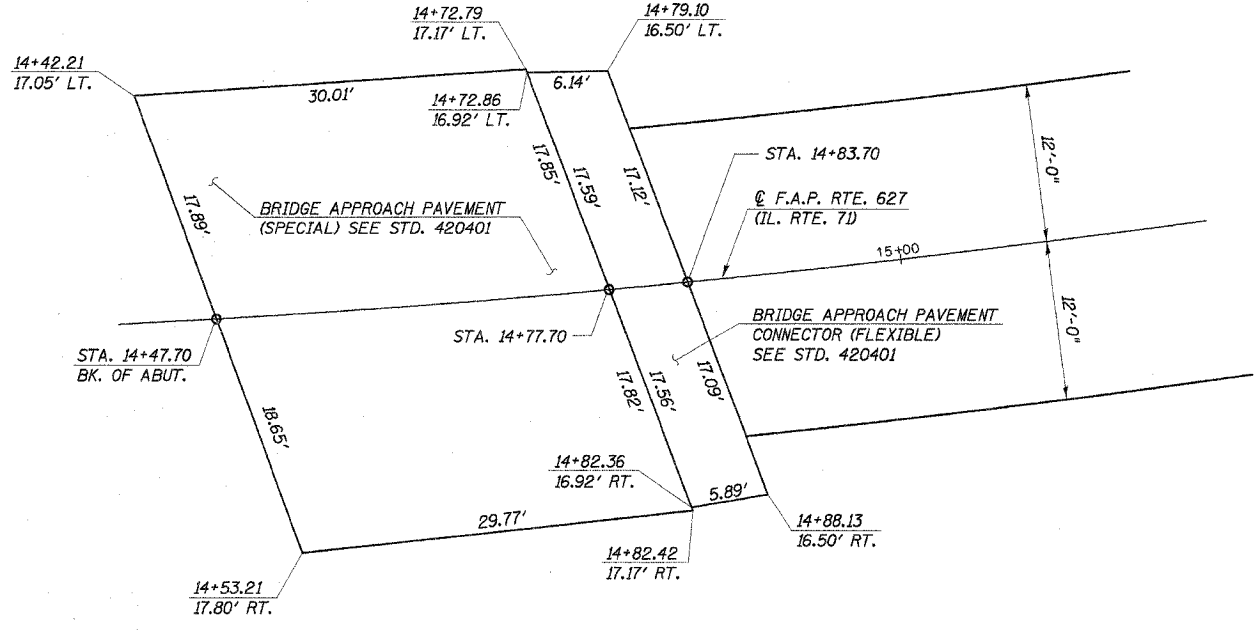 14+72.79
17.17' LT.
14+79.10
16.50' LT.
14+42.21
17.05' LT.
30.01'
6.14'
14+72.86
16.92' LT.
12'-0"
STA. 14+83.70
17.85'
17.59'
17.12'
℄ F.A.P. RTE. 627
(IL. RTE. 71)
17.89'
BRIDGE APPROACH PAVEMENT
(SPECIAL) SEE STD. 420401
15+00
STA. 14+77.70
BRIDGE APPROACH PAVEMENT
CONNECTOR (FLEXIBLE)
SEE STD. 420401
12'-0"
STA. 14+47.70
BK. OF ABUT.
17.82'
17.56'
17.09'
18.65'
14+82.36
16.92' RT.
5.89'
29.77'
14+88.13
16.50' RT.
14+82.42
17.17' RT.
14+53.21
17.80' RT.